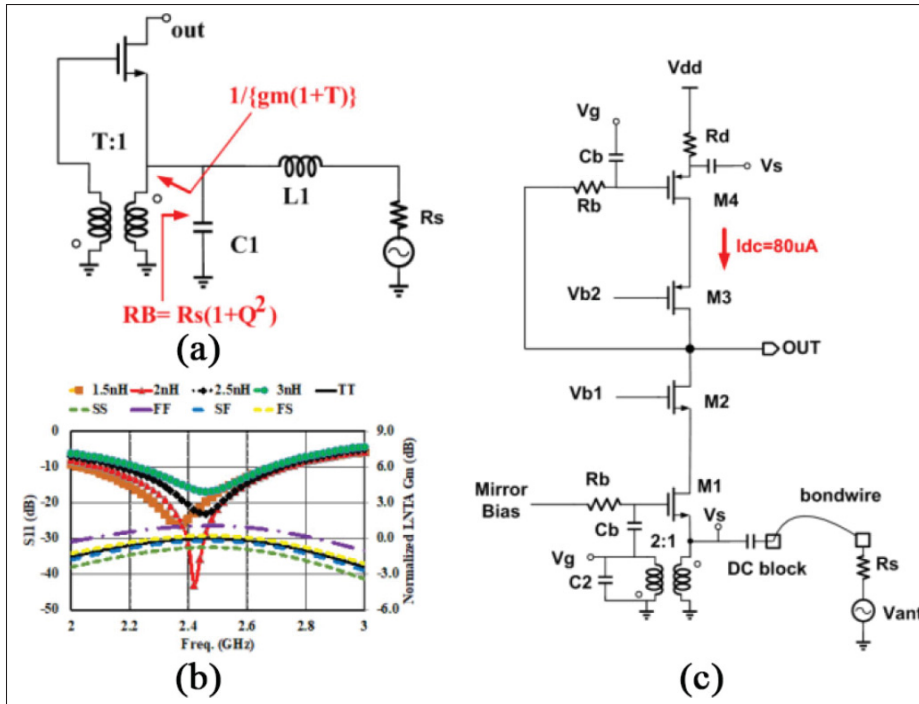 out
1/{gm(1+T)}
T:1
L1
Rs
C1
RB= Rs(1+Q²)
(a)
1.5nH 2nH 2.5nH 3nH TT
SS FF SF FS
S11 (dB)
0
-10
-20
-30
-40
-50
9.0
6.0
3.0
0.0
-3.0
-6.0
Normalized LNTA Gm (dB)
2 2.2 2.4 2.6 2.8 3
Freq. (GHz)
(b)
Vdd
Vg
Rd
Cb
Vs
Rb
M4
Idc=80uA
Vb2
M3
OUT
Vb1
M2
M1
Mirror
Bias
Rb
Cb
Vs
bondwire
Vg
2:1
DC block
Rs
C2
Vant
(c)